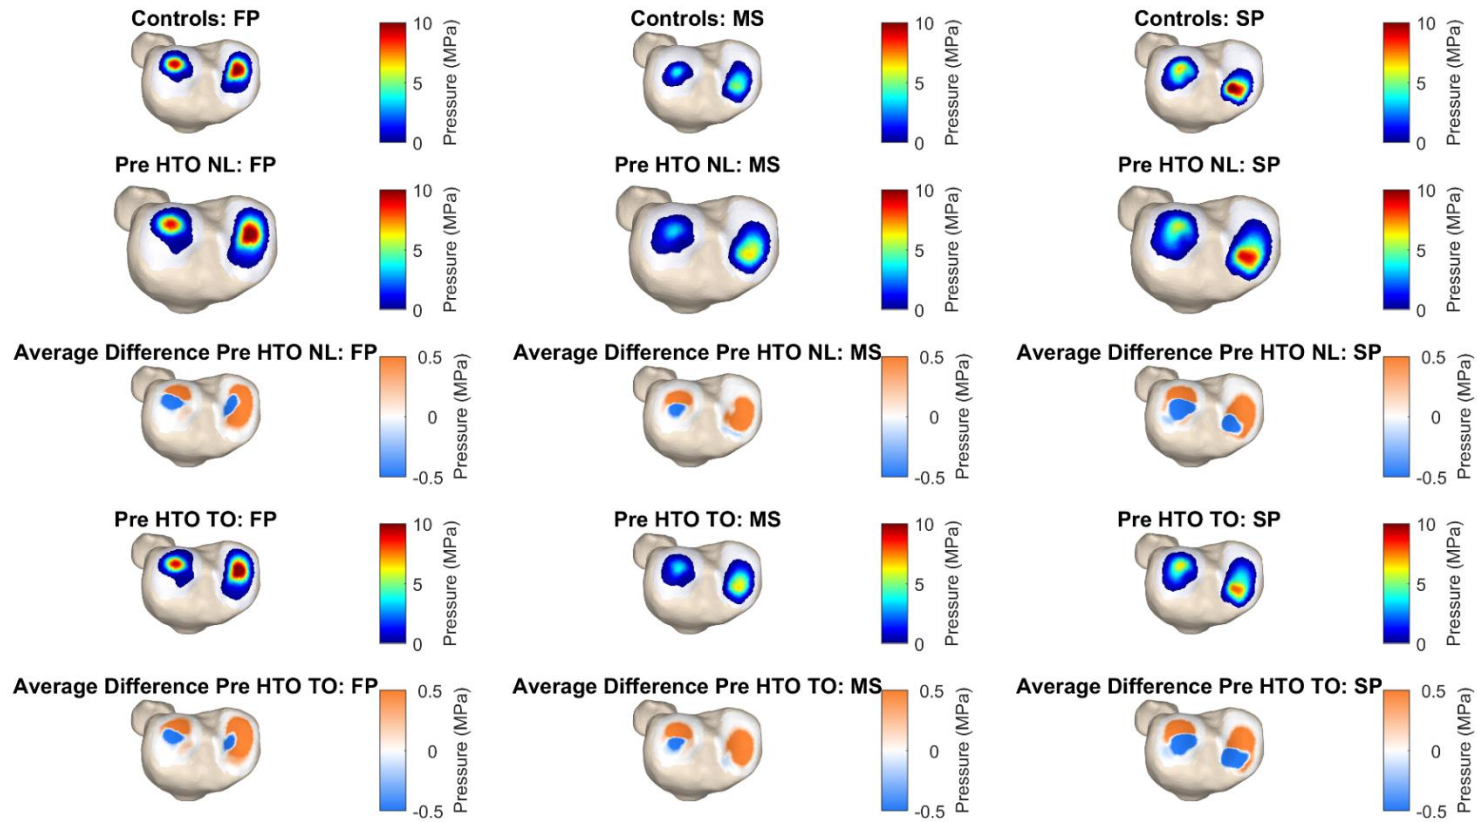 Controls: FP
10
5
0
Pressure (MPa)
Controls: MS
10
5
0
Pressure (MPa)
Controls: SP
10
5
0
Pressure (MPa)
Pre HTO NL: FP
10
5
0
Pressure (MPa)
Pre HTO NL: MS
10
5
0
Pressure (MPa)
Pre HTO NL: SP
10
5
0
Pressure (MPa)
Average Difference Pre HTO NL: FP
0.5
0
-0.5
Pressure (MPa)
Average Difference Pre HTO NL: MS
0.5
0
-0.5
Pressure (MPa)
Average Difference Pre HTO NL: SP
0.5
0
-0.5
Pressure (MPa)
Pre HTO TO: FP
10
5
0
Pressure (MPa)
Pre HTO TO: MS
10
5
0
Pressure (MPa)
Pre HTO TO: SP
10
5
0
Pressure (MPa)
Average Difference Pre HTO TO: FP
0.5
0
-0.5
Pressure (MPa)
Average Difference Pre HTO TO: MS
0.5
0
-0.5
Pressure (MPa)
Average Difference Pre HTO TO: SP
0.5
0
-0.5
Pressure (MPa)